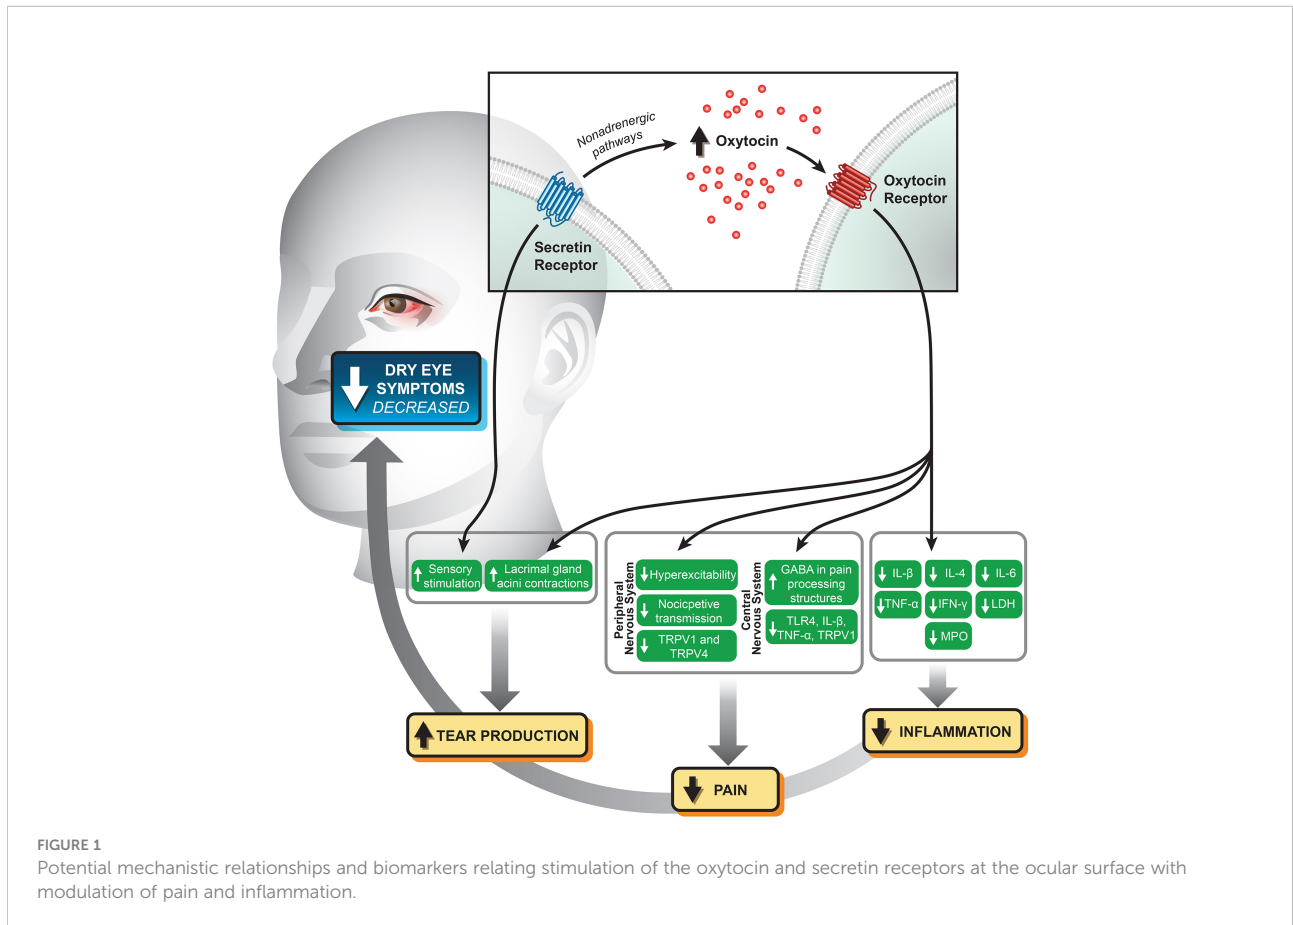 Nonadrenergic
pathways
Oxytocin
Oxytocin
Receptor
Secretin
Receptor
DRY EYE
SYMPTOMS
DECREASED
Sensory
stimulation
Lacrimal gland
acini contractions
Peripheral
Nervous System
Hyperexcitability
Nocicpetive
transmission
TRPV1 and
TRPV4
Central
Nervous System
GABA in pain
processing
structures
TLR4, IL-β,
TNF-α, TRPV1
IL-β
IL-4
IL-6
TNF-α
IFN-γ
LDH
MPO
TEAR PRODUCTION
PAIN
INFLAMMATION
FIGURE 1
Potential mechanistic relationships and biomarkers relating stimulation of the oxytocin and secretin receptors at the ocular surface with
modulation of pain and inflammation.